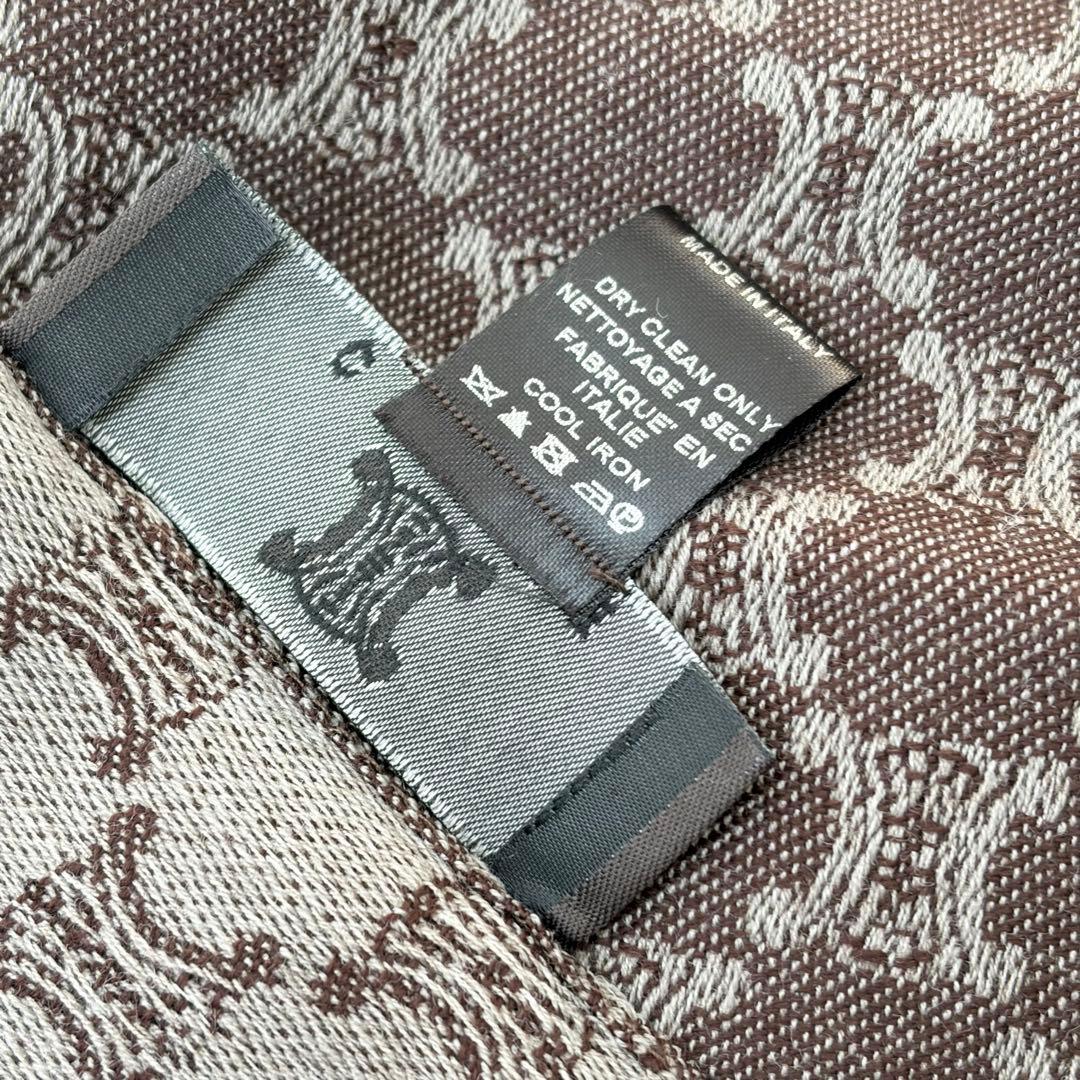 MADE IN ITALY
DRY CLEAN ONLY
NETTOYAGE A SEC
FABRIQUE' EN
ITALIE
COOL IRON
P